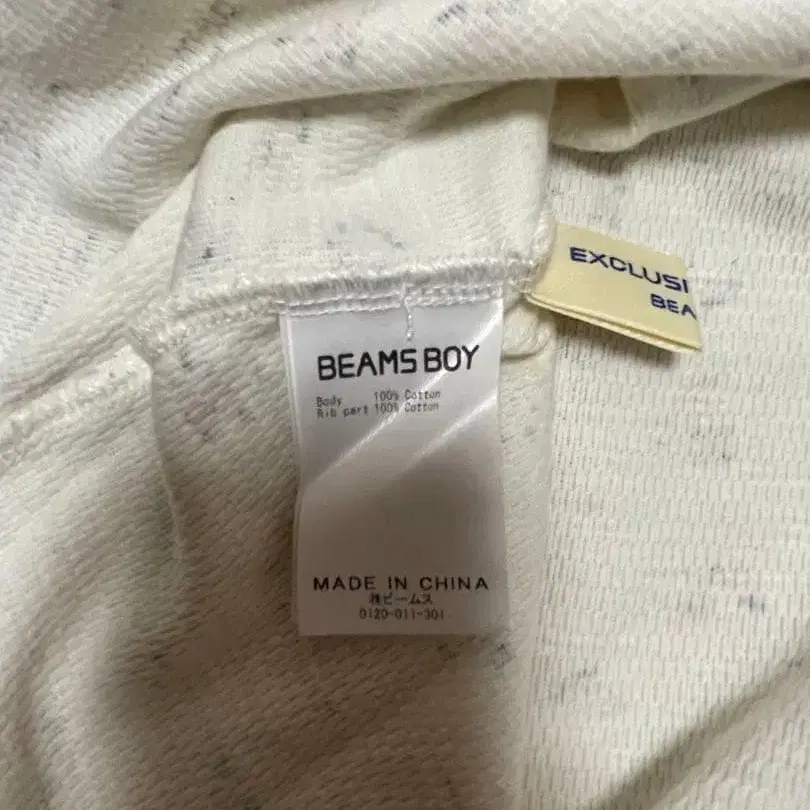 BEAMS BOY
Body 100% Cotton
Rib part 100% Cotton
MADE IN CHINA
㈱ビームス
0120-011-301
EXCLUSI
BEA